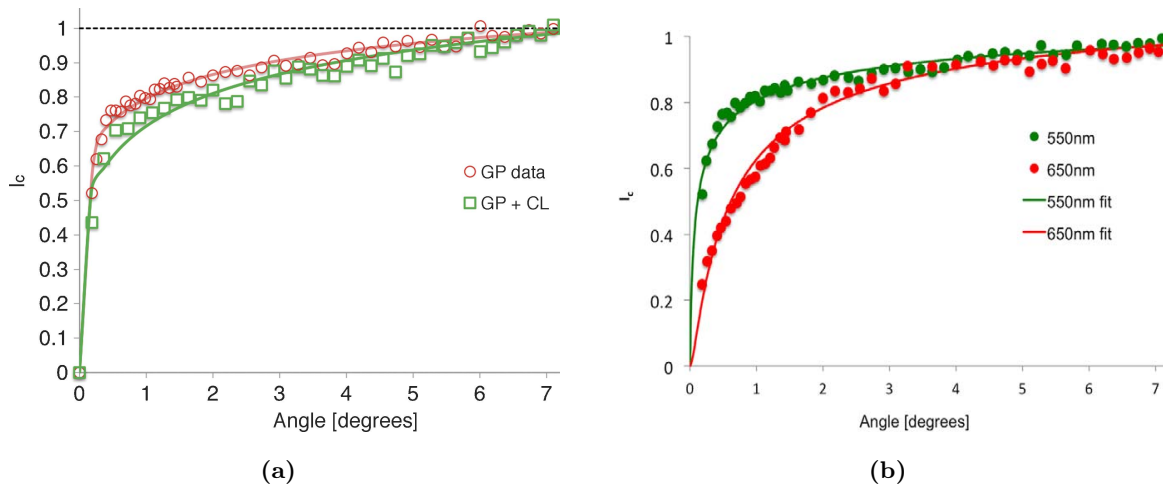 1
0.9
0.8
0.7
0.6
0.5
0.4
0.3
0.2
0.1
0
Ic
GP data
GP + CL
0 1 2 3 4 5 6 7
Angle [degrees]
(a)
1
0.8
0.6
0.4
0.2
0
Ic
550nm
650nm
550nm fit
650nm fit
0 1 2 3 4 5 6 7
Angle [degrees]
(b)